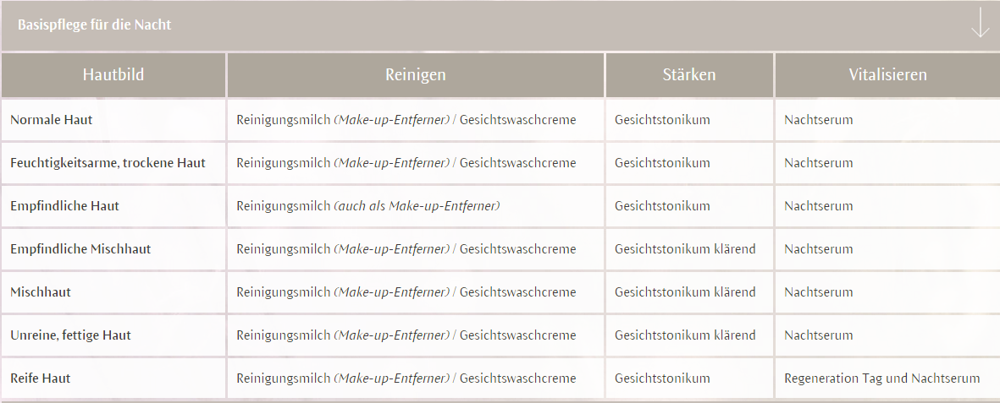 Basispflege für die Nacht
Hautbild Reinigen Stärken Vitalisieren
Normale Haut Reinigungsmilch (Make-up-Entferner) / Gesichtswaschcreme Gesichtstonikum Nachtserum
Feuchtigkeitsarme, trockene Haut Reinigungsmilch (Make-up-Entferner) / Gesichtswaschcreme Gesichtstonikum Nachtserum
Empfindliche Haut Reinigungsmilch (auch als Make-up-Entferner) Gesichtstonikum Nachtserum
Empfindliche Mischhaut Reinigungsmilch (Make-up-Entferner) / Gesichtswaschcreme Gesichtstonikum klärend Nachtserum
Mischhaut Reinigungsmilch (Make-up-Entferner) / Gesichtswaschcreme Gesichtstonikum klärend Nachtserum
Unreine, fettige Haut Reinigungsmilch (Make-up-Entferner) / Gesichtswaschcreme Gesichtstonikum klärend Nachtserum
Reife Haut Reinigungsmilch (Make-up-Entferner) / Gesichtswaschcreme Gesichtstonikum Regeneration Tag und Nachtserum